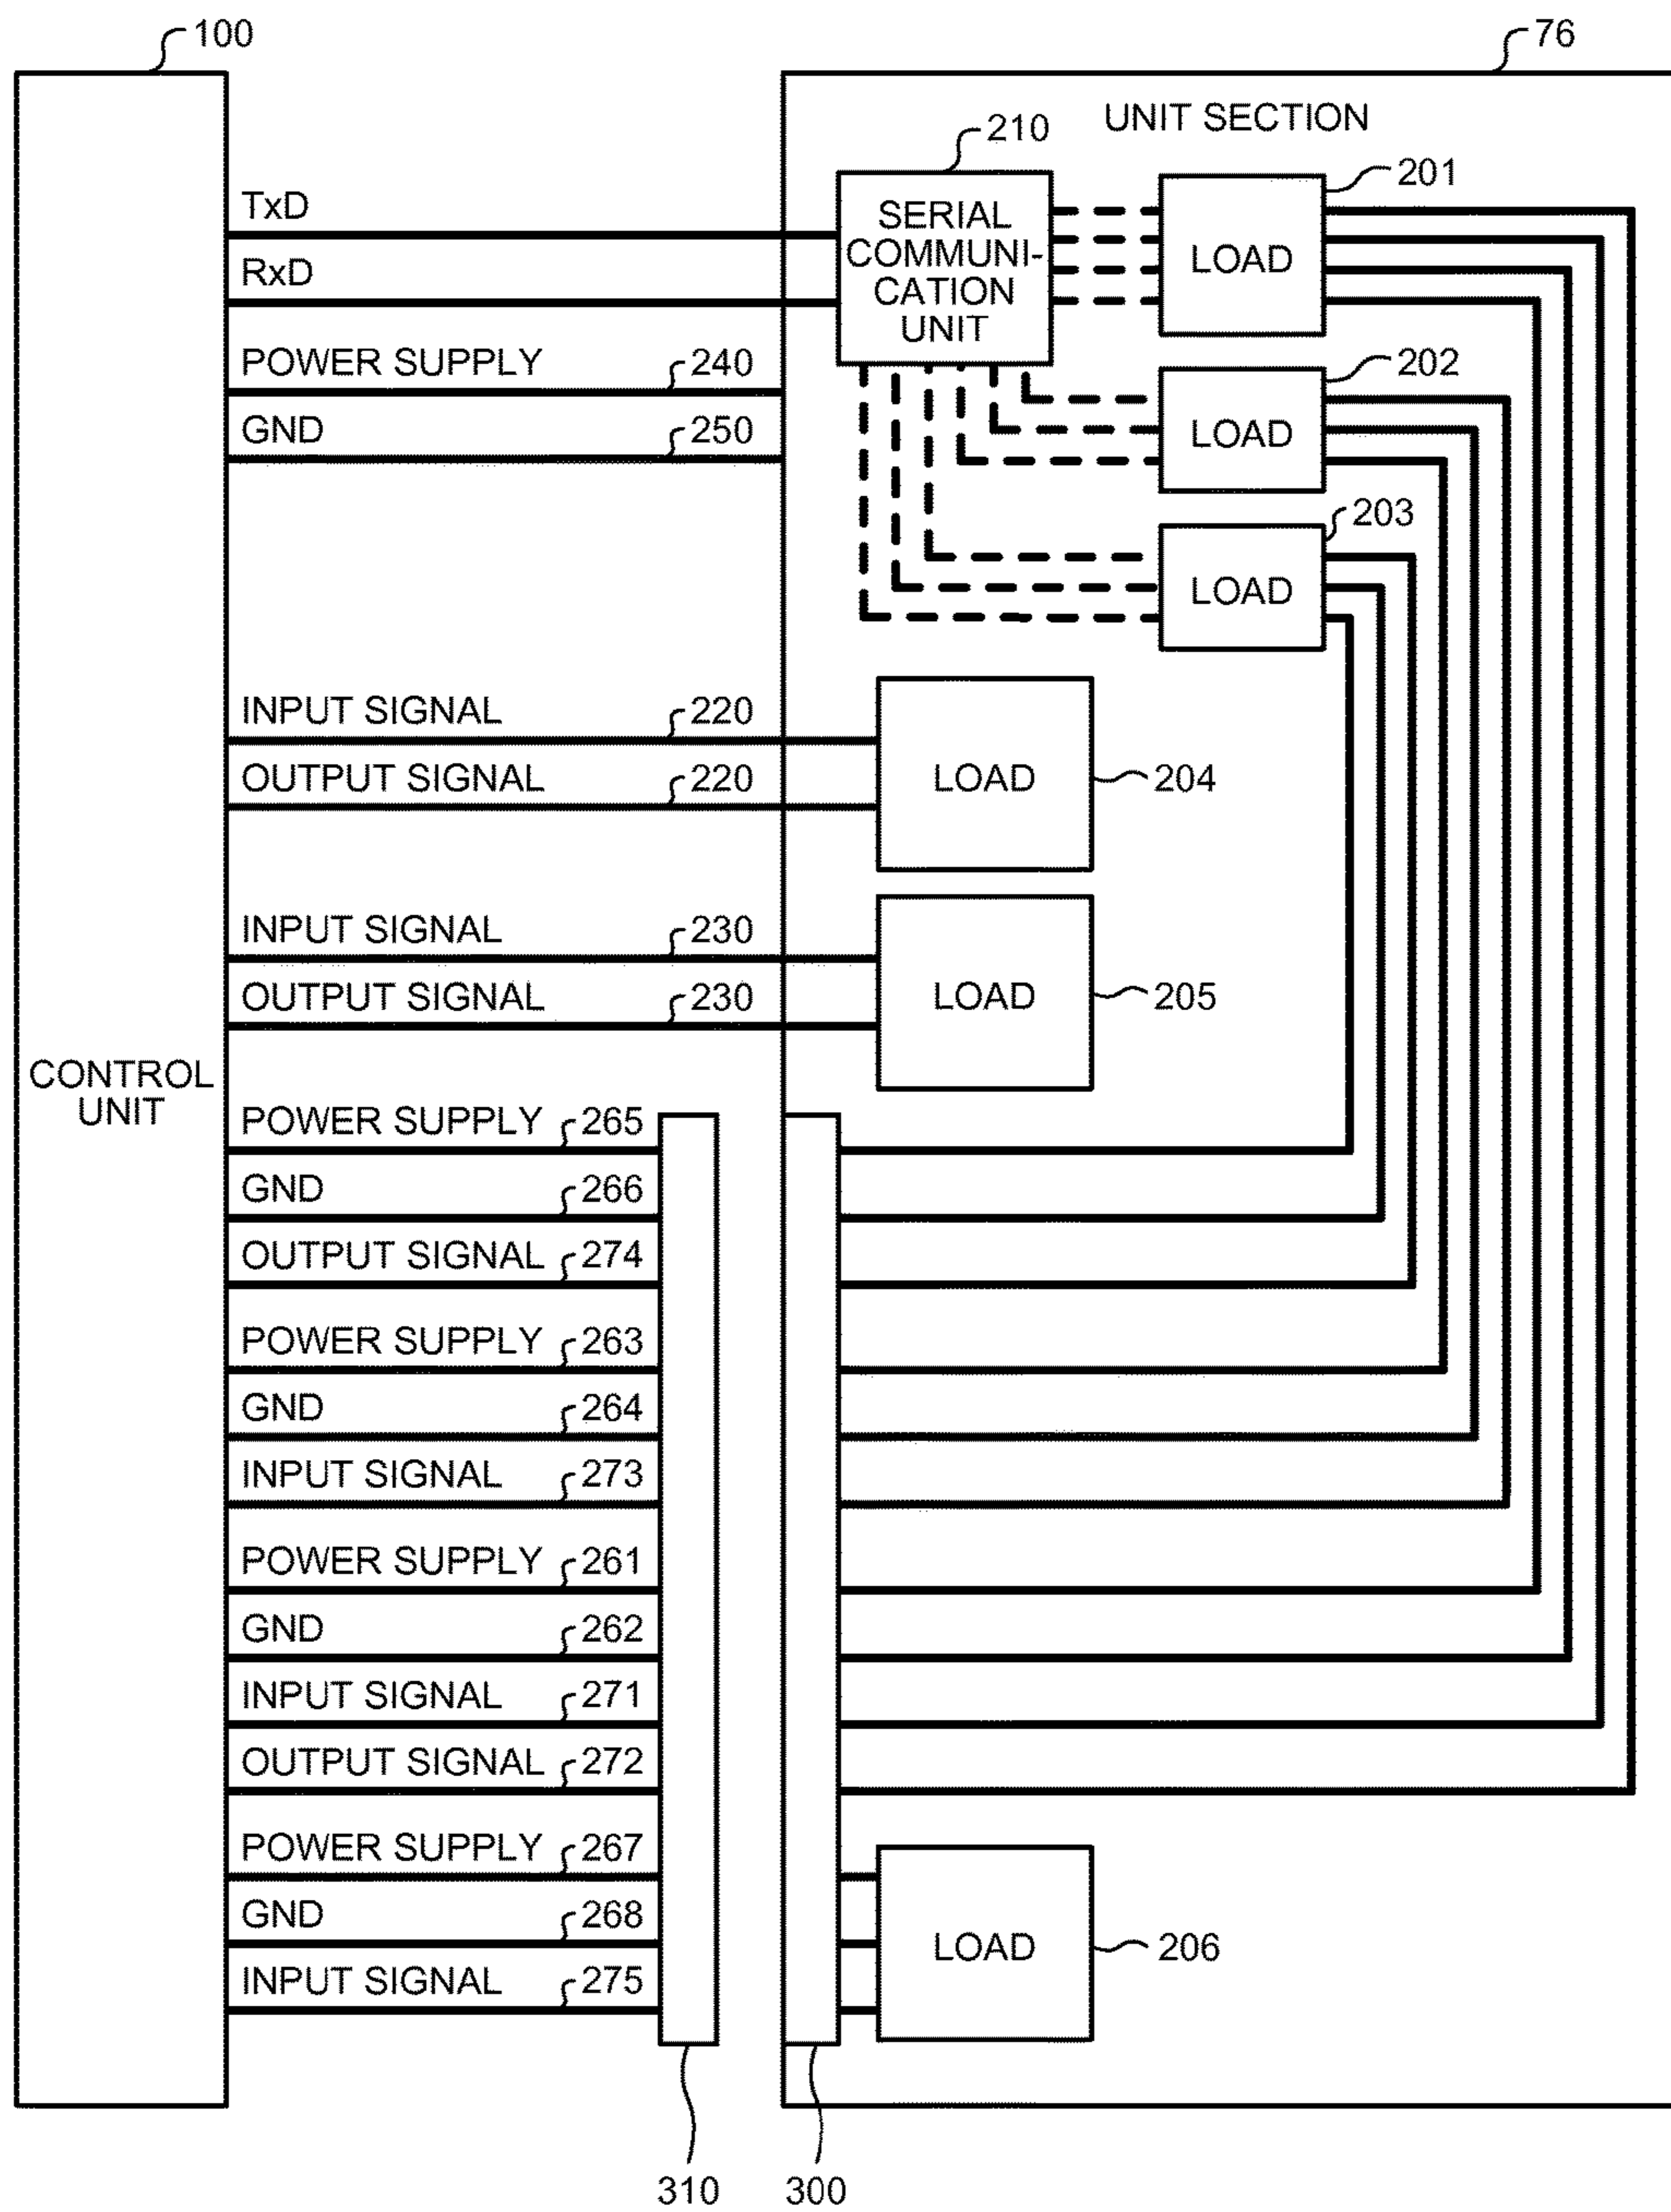 100
76
UNIT SECTION
210
201
TxD
SERIAL
COMMUNI-
CATION
UNIT
LOAD
RxD
POWER SUPPLY
240
202
GND
250
LOAD
203
LOAD
INPUT SIGNAL
220
OUTPUT SIGNAL
220
LOAD
204
INPUT SIGNAL
230
OUTPUT SIGNAL
230
LOAD
205
CONTROL
UNIT
POWER SUPPLY
265
GND
266
OUTPUT SIGNAL
274
POWER SUPPLY
263
GND
264
INPUT SIGNAL
273
POWER SUPPLY
261
GND
262
INPUT SIGNAL
271
OUTPUT SIGNAL
272
POWER SUPPLY
267
GND
268
LOAD
206
INPUT SIGNAL
275
310
300